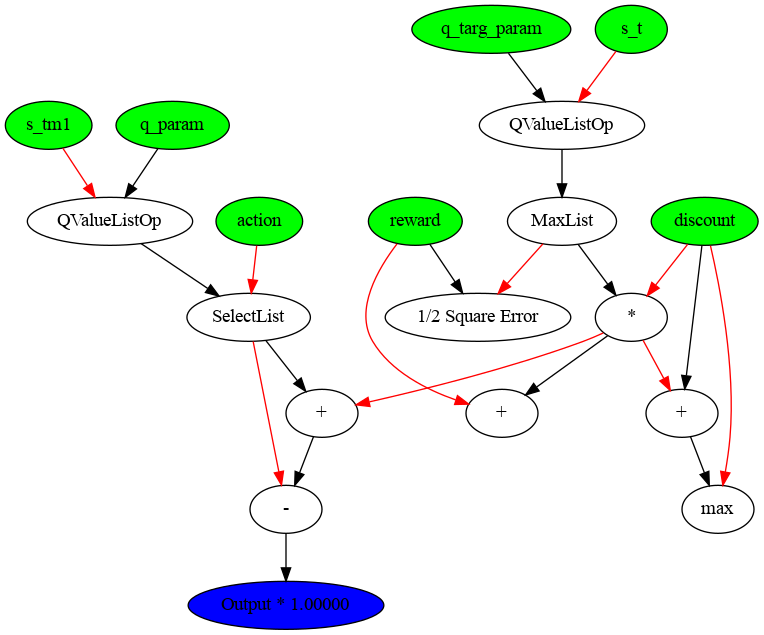 q_targ_param
s_t
s_tm1
q_param
QValueListOp
QValueListOp
action
reward
MaxList
discount
SelectList
1/2 Square Error
*
+
+
+
-
max
Output * 1.00000